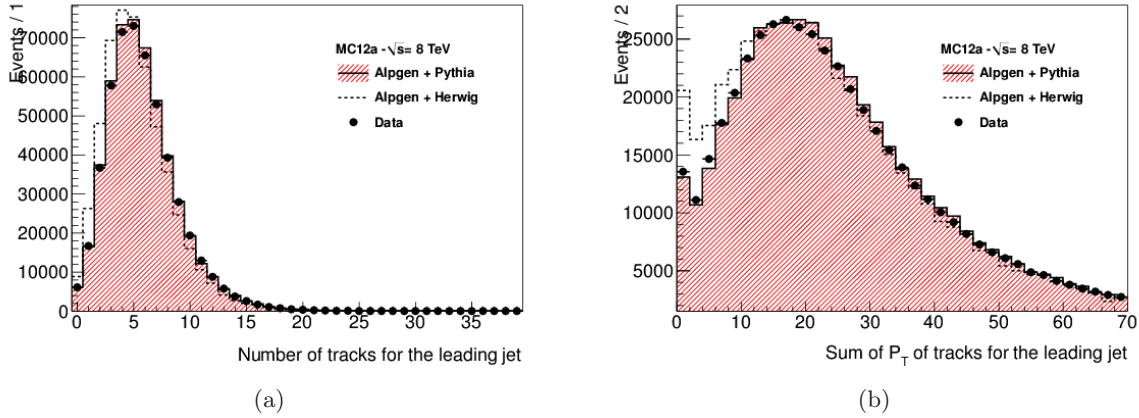 Events / 1
70000
60000
50000
40000
30000
20000
10000
0
0 5 10 15 20 25 30 35
Number of tracks for the leading jet
MC12a -√s= 8 TeV
Alpgen + Pythia
Alpgen + Herwig
Data
(a)
Events / 2
25000
20000
15000
10000
5000
0 10 20 30 40 50 60 70
Sum of P_T of tracks for the leading jet
MC12a -√s= 8 TeV
Alpgen + Pythia
Alpgen + Herwig
Data
(b)